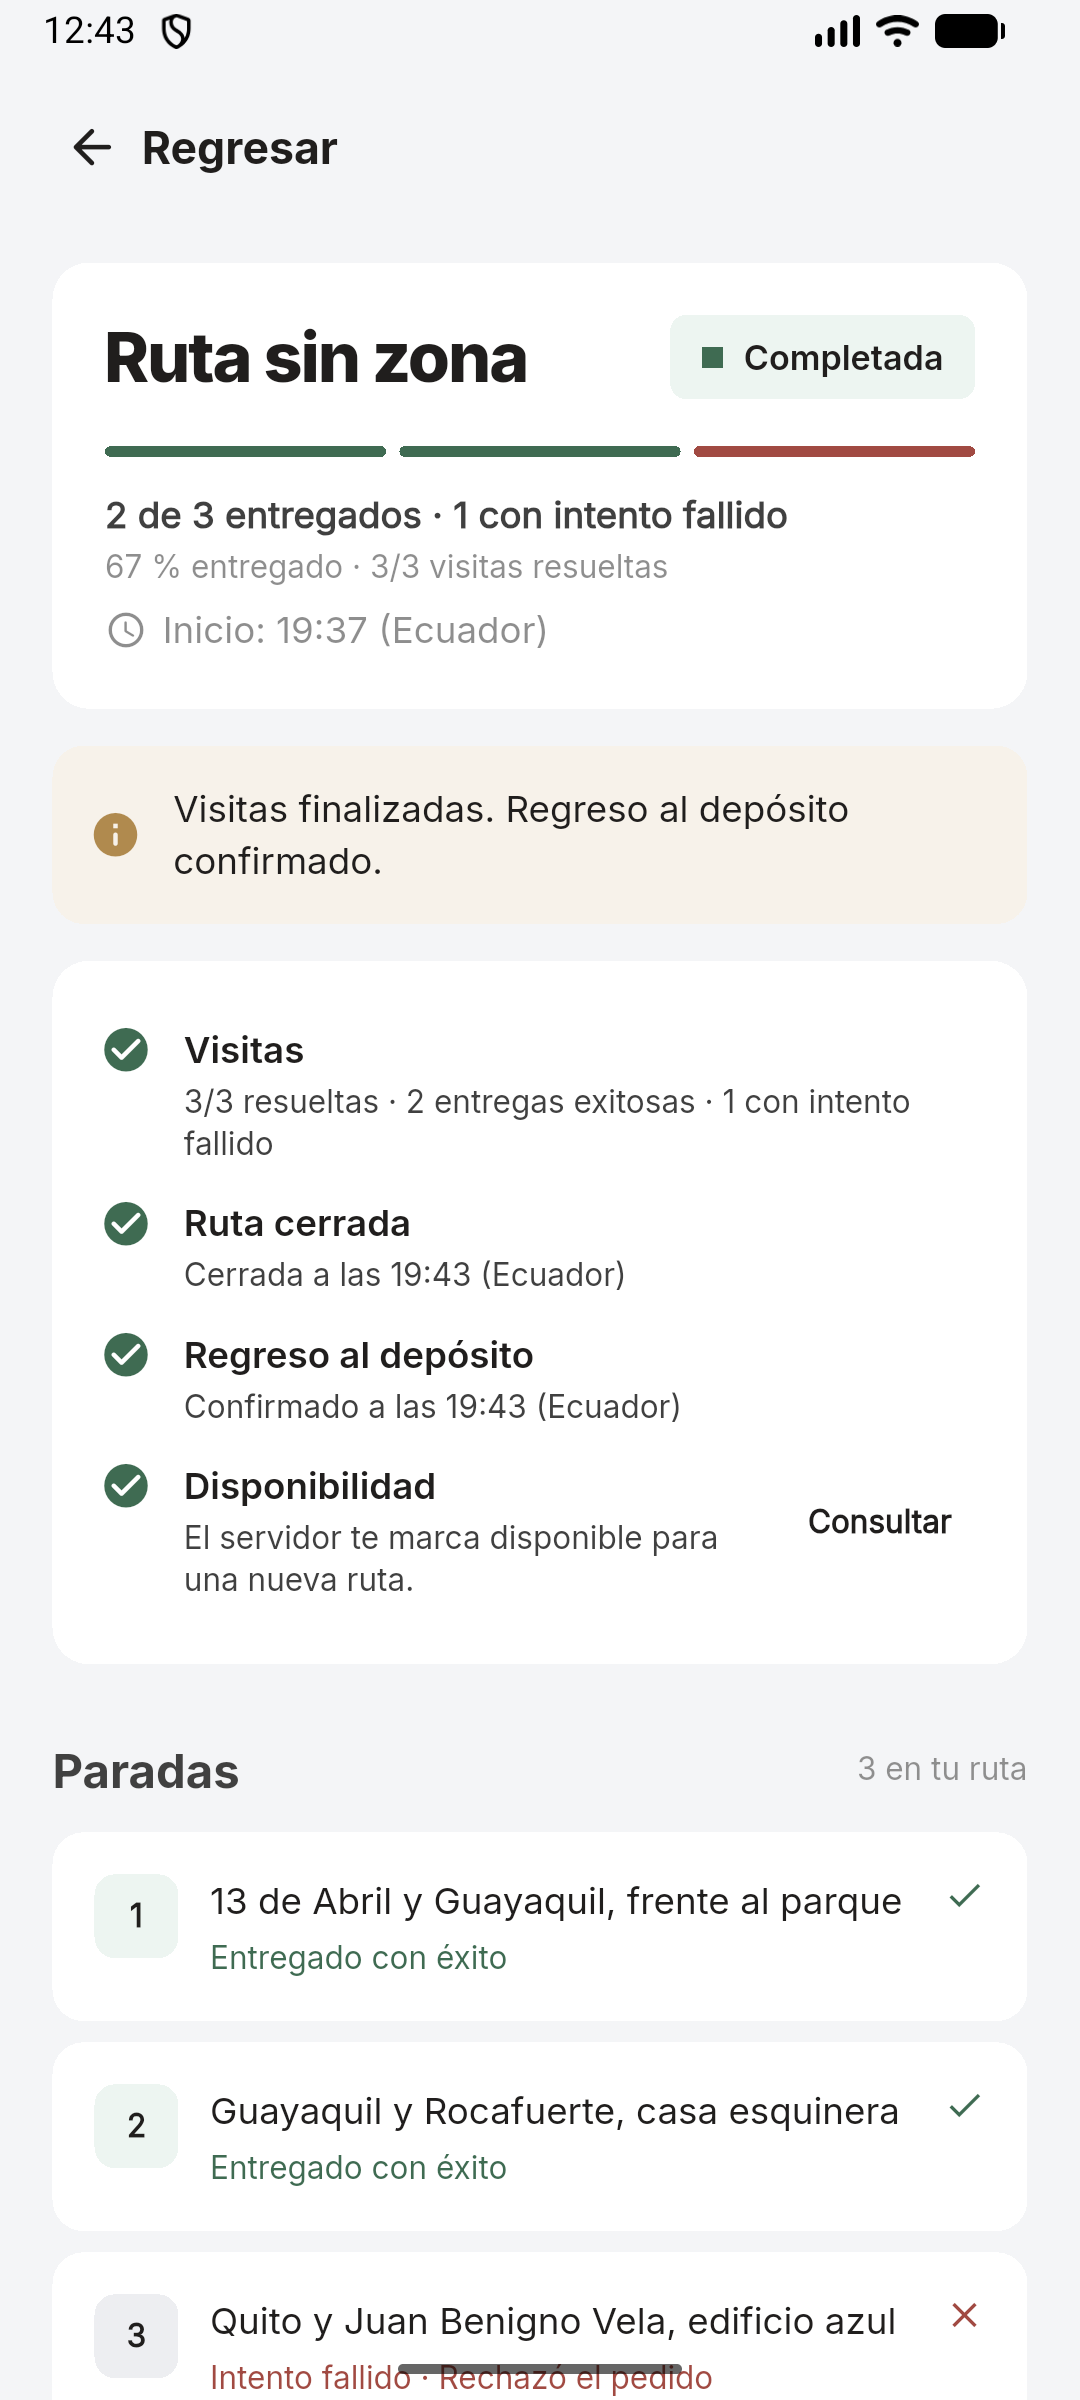 12:43
Regresar
Ruta sin zona
Completada
2 de 3 entregados · 1 con intento fallido
67 % entregado · 3/3 visitas resueltas
Inicio: 19:37 (Ecuador)
Visitas finalizadas. Regreso al depósito
confirmado.
Visitas
3/3 resueltas · 2 entregas exitosas · 1 con intento
fallido
Ruta cerrada
Cerrada a las 19:43 (Ecuador)
Regreso al depósito
Confirmado a las 19:43 (Ecuador)
Disponibilidad
El servidor te marca disponible para
una nueva ruta.
Consultar
Paradas
3 en tu ruta
1
13 de Abril y Guayaquil, frente al parque
Entregado con éxito
2
Guayaquil y Rocafuerte, casa esquinera
Entregado con éxito
3
Quito y Juan Benigno Vela, edificio azul
Intento fallido · Rechazó el pedido